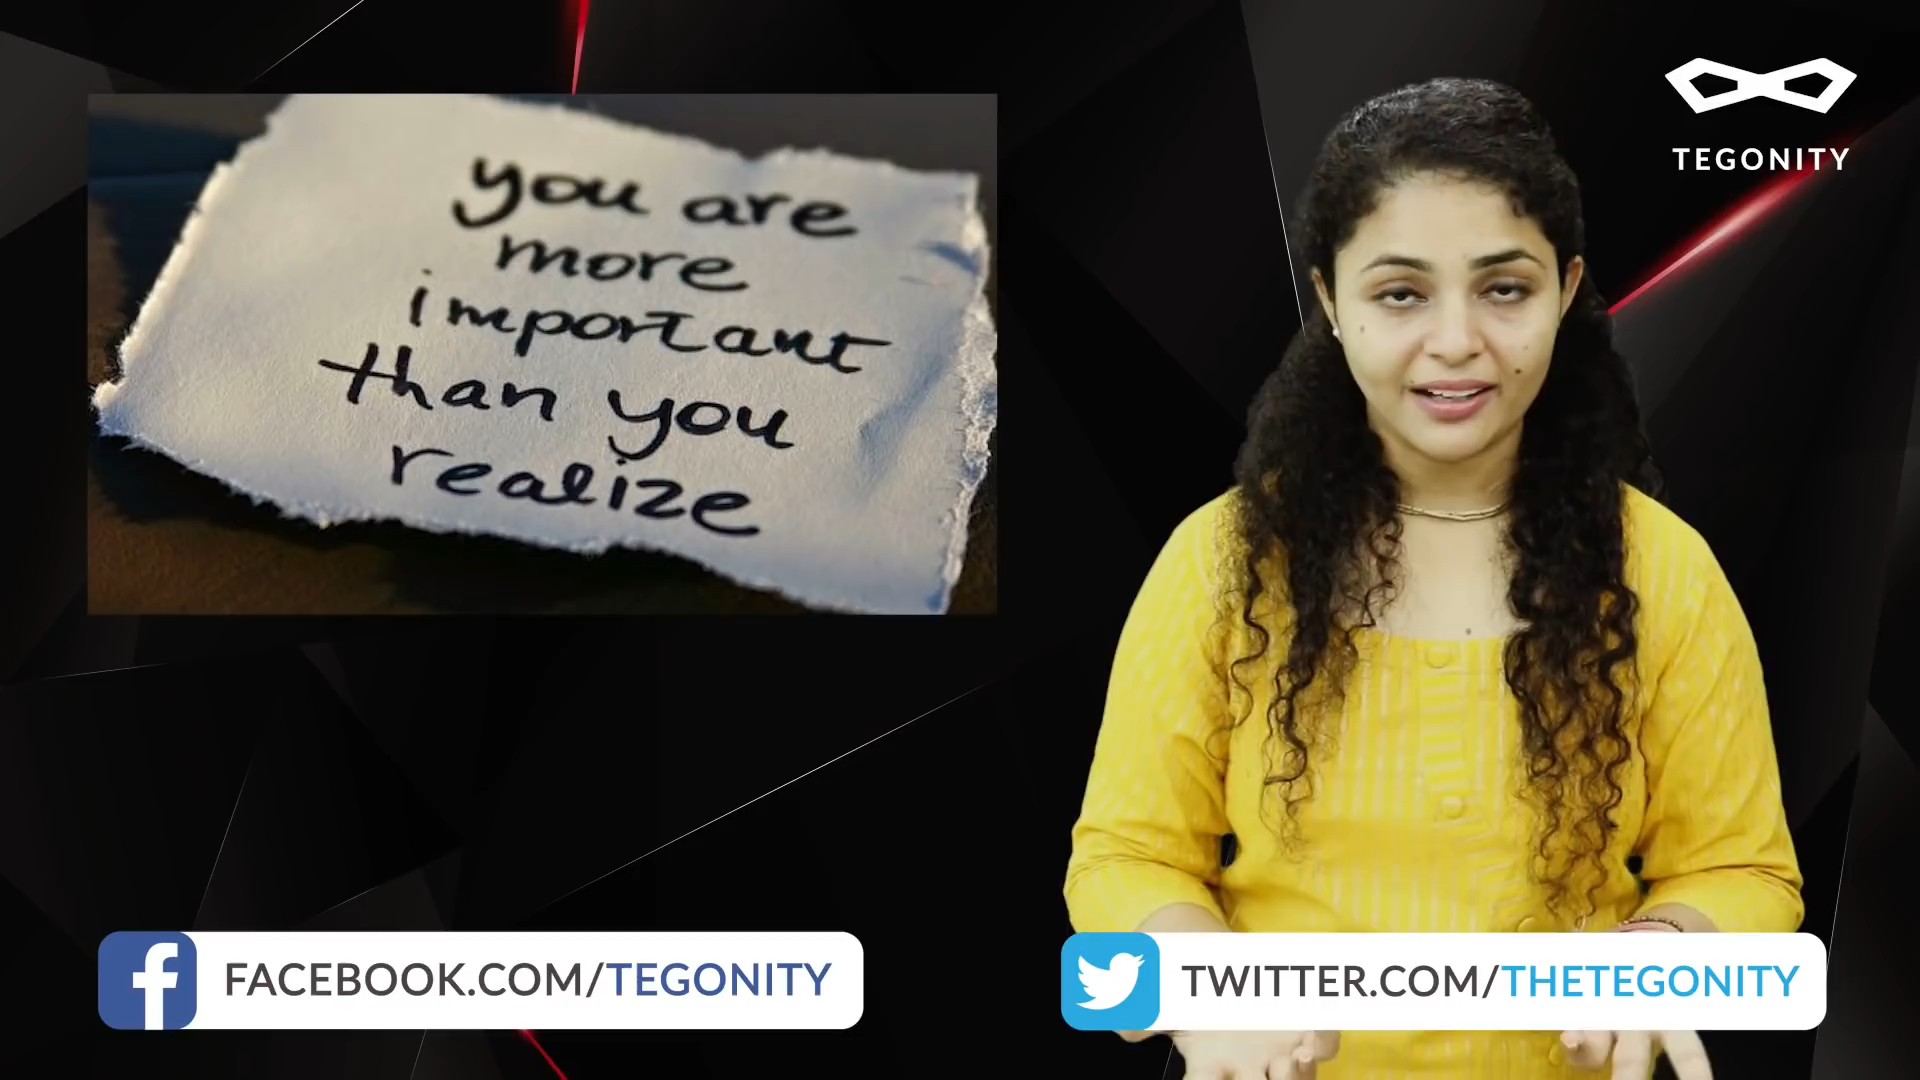 you are
more
important
than you
realize
TEGONITY
FACEBOOK.COM/TEGONITY
TWITTER.COM/THETEGONITY